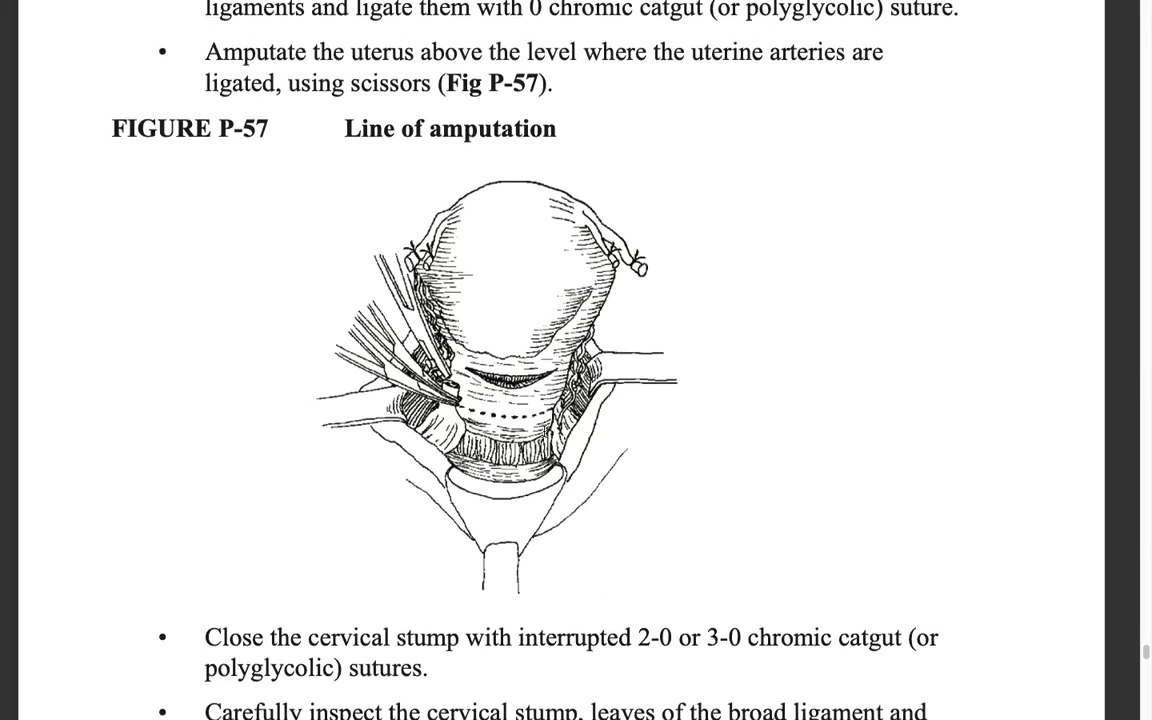 ligaments and ligate them with 0 chromic catgut (or polyglycolic) suture.
• Amputate the uterus above the level where the uterine arteries are
ligated, using scissors (Fig P-57).
FIGURE P-57 Line of amputation
• Close the cervical stump with interrupted 2-0 or 3-0 chromic catgut (or
polyglycolic) sutures.
• Carefully inspect the cervical stump, leaves of the broad ligament and